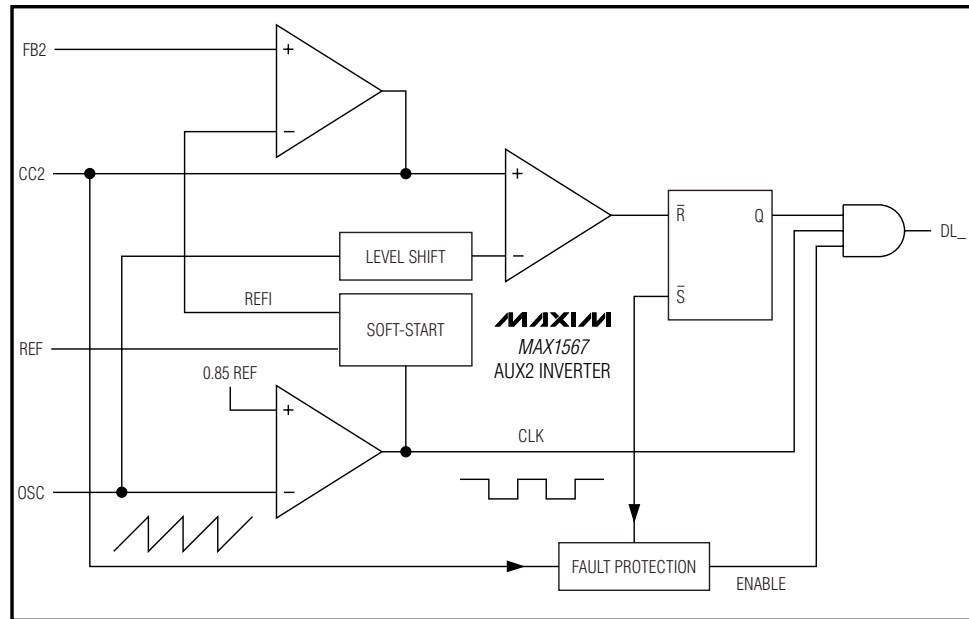 FB2
+
−
CC2
+
−
R̅
Q
DL_
LEVEL SHIFT
S̅
REFI
SOFT-START
MAXIM
MAX1567
AUX2 INVERTER
REF
0.85 REF
+
−
CLK
OSC
FAULT PROTECTION
ENABLE